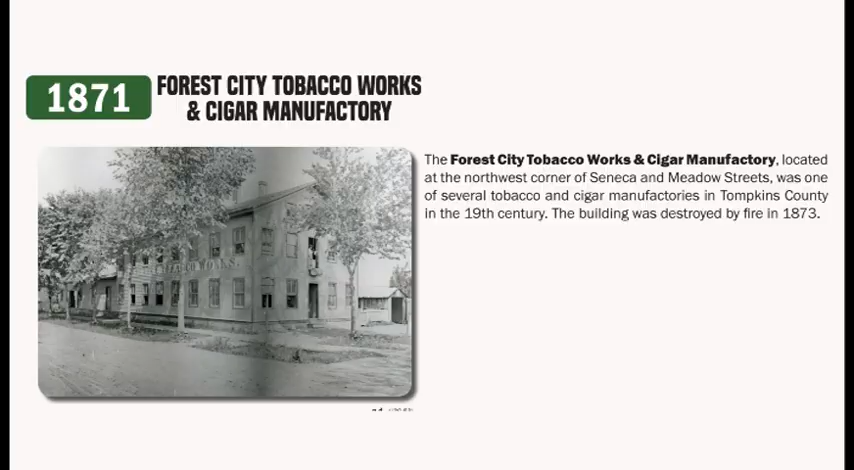 1871
FOREST CITY TOBACCO WORKS
& CIGAR MANUFACTORY
The Forest City Tobacco Works & Cigar Manufactory, located
at the northwest corner of Seneca and Meadow Streets, was one
of several tobacco and cigar manufactories in Tompkins County
in the 19th century. The building was destroyed by fire in 1873.
WORKS.